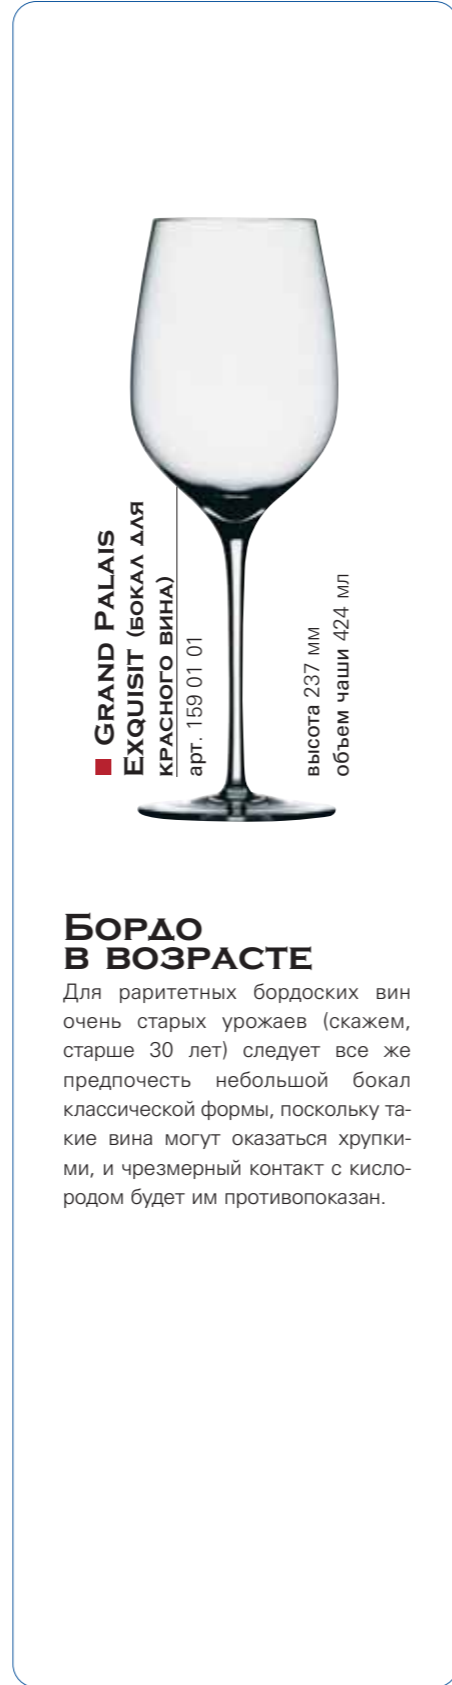 ■ Grand Palais
Exquisit (бокал для
красного вина)
арт. 159 01 01
высота 237 мм
объем чаши 424 мл
Бордо
в возрасте
Для раритетных бордоских вин
очень старых урожаев (скажем,
старше 30 лет) следует все же
предпочесть небольшой бокал
классической формы, поскольку та-
кие вина могут оказаться хрупки-
ми, и чрезмерный контакт с кисло-
родом будет им противопоказан.